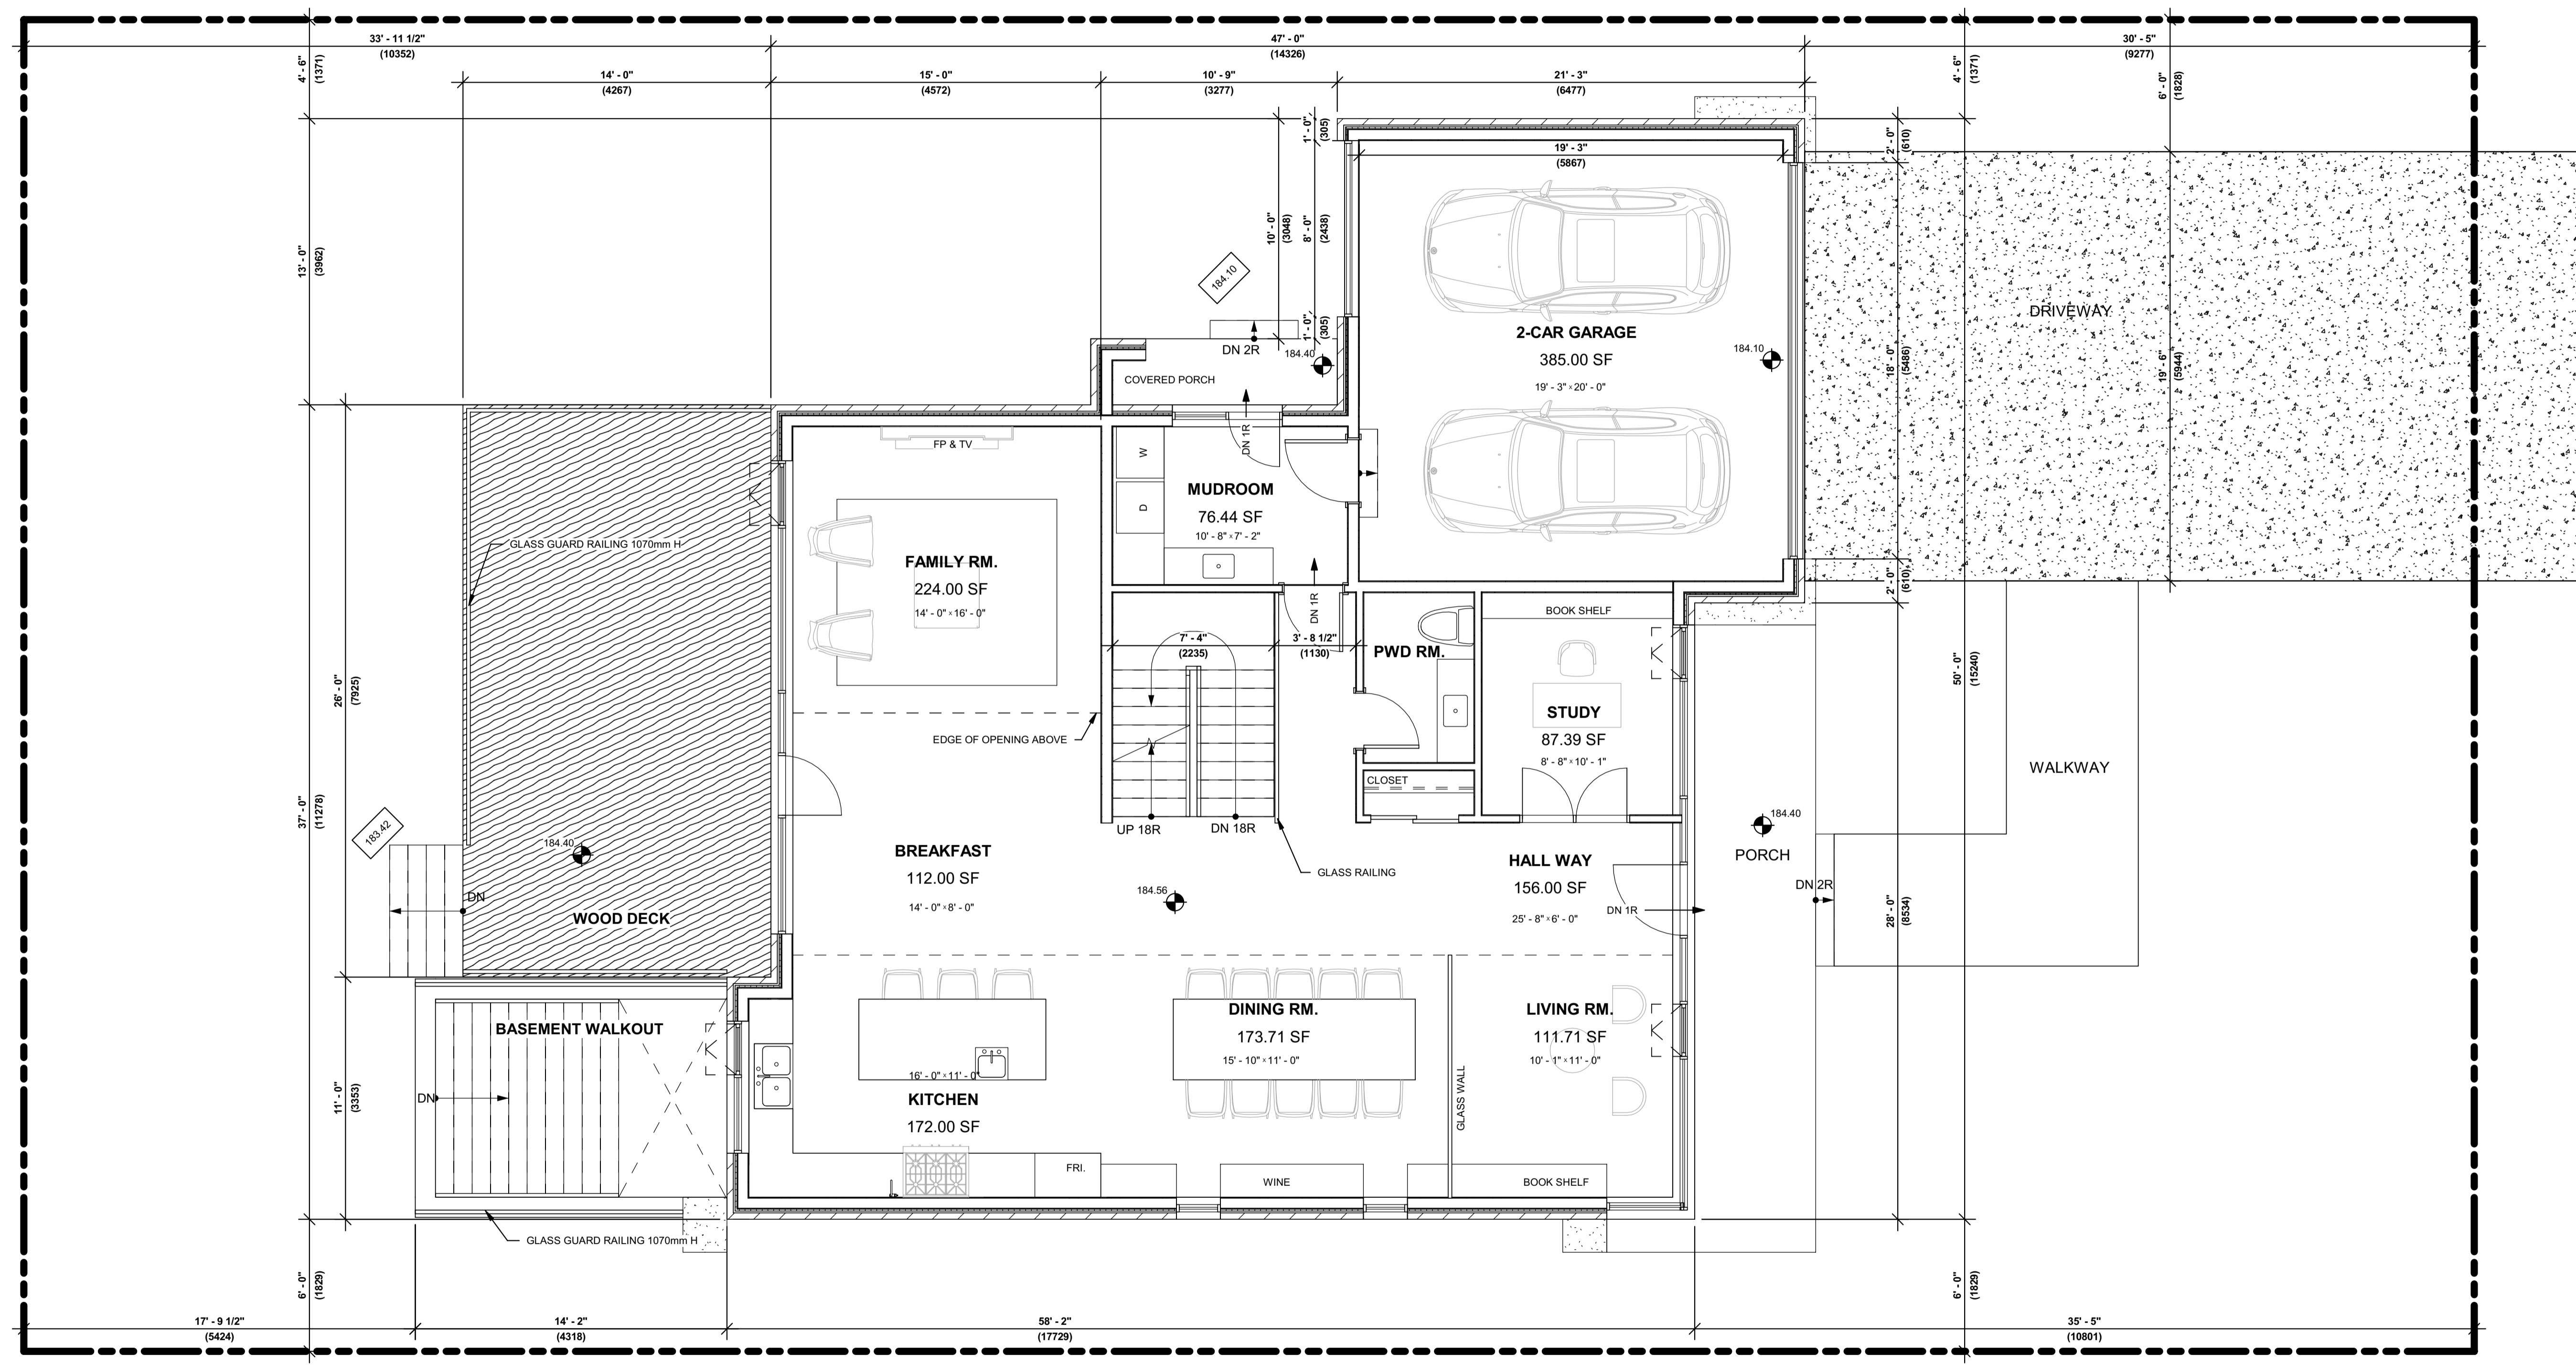 33' - 11 1/2"
(10352)
47' - 0"
(14326)
30' - 5"
(9277)
4' - 6"
(1371)
14' - 0"
(4267)
15' - 0"
(4572)
10' - 9"
(3277)
21' - 3"
(6477)
4' - 6"
(1371)
6' - 0"
(1828)
1' - 0"
(305)
2' - 0"
(610)
19' - 3"
(5867)
13' - 0"
(3962)
10' - 0"
(3048)
8' - 0"
(2438)
184.10
1' - 0"
(305)
DRIVEWAY
2-CAR GARAGE
385.00 SF
19' - 3" x 20' - 0"
184.10
18' - 0"
(5486)
19' - 6"
(5944)
DN 2R
184.40
COVERED PORCH
DN 1R
FP & TV
W
D
MUDROOM
76.44 SF
10' - 8" x 7' - 2"
GLASS GUARD RAILING 1070mm H
FAMILY RM.
224.00 SF
14' - 0" x 16' - 0"
2' - 0"
(610)
DN 1R
BOOK SHELF
7' - 4"
(2235)
3' - 8 1/2"
(1130)
PWD RM.
26' - 0"
(7925)
50' - 0"
(15240)
STUDY
87.39 SF
8' - 8" x 10' - 1"
EDGE OF OPENING ABOVE
WALKWAY
CLOSET
37' - 0"
(11278)
183.42
184.40
UP 18R
DN 18R
184.40
PORCH
BREAKFAST
112.00 SF
14' - 0" x 8' - 0"
GLASS RAILING
HALL WAY
156.00 SF
25' - 8" x 6' - 0"
DN 1R
DN 2R
184.56
28' - 0"
(8534)
DN
WOOD DECK
BASEMENT WALKOUT
DINING RM.
173.71 SF
15' - 10" x 11' - 0"
LIVING RM.
111.71 SF
10' - 1" x 11' - 0"
16' - 0" x 11' - 0"
KITCHEN
172.00 SF
GLASS WALL
DN
11' - 0"
(3353)
FRI.
WINE
BOOK SHELF
GLASS GUARD RAILING 1070mm H
6' - 0"
(1829)
6' - 0"
(1829)
17' - 9 1/2"
(5424)
14' - 2"
(4318)
58' - 2"
(17729)
35' - 5"
(10801)